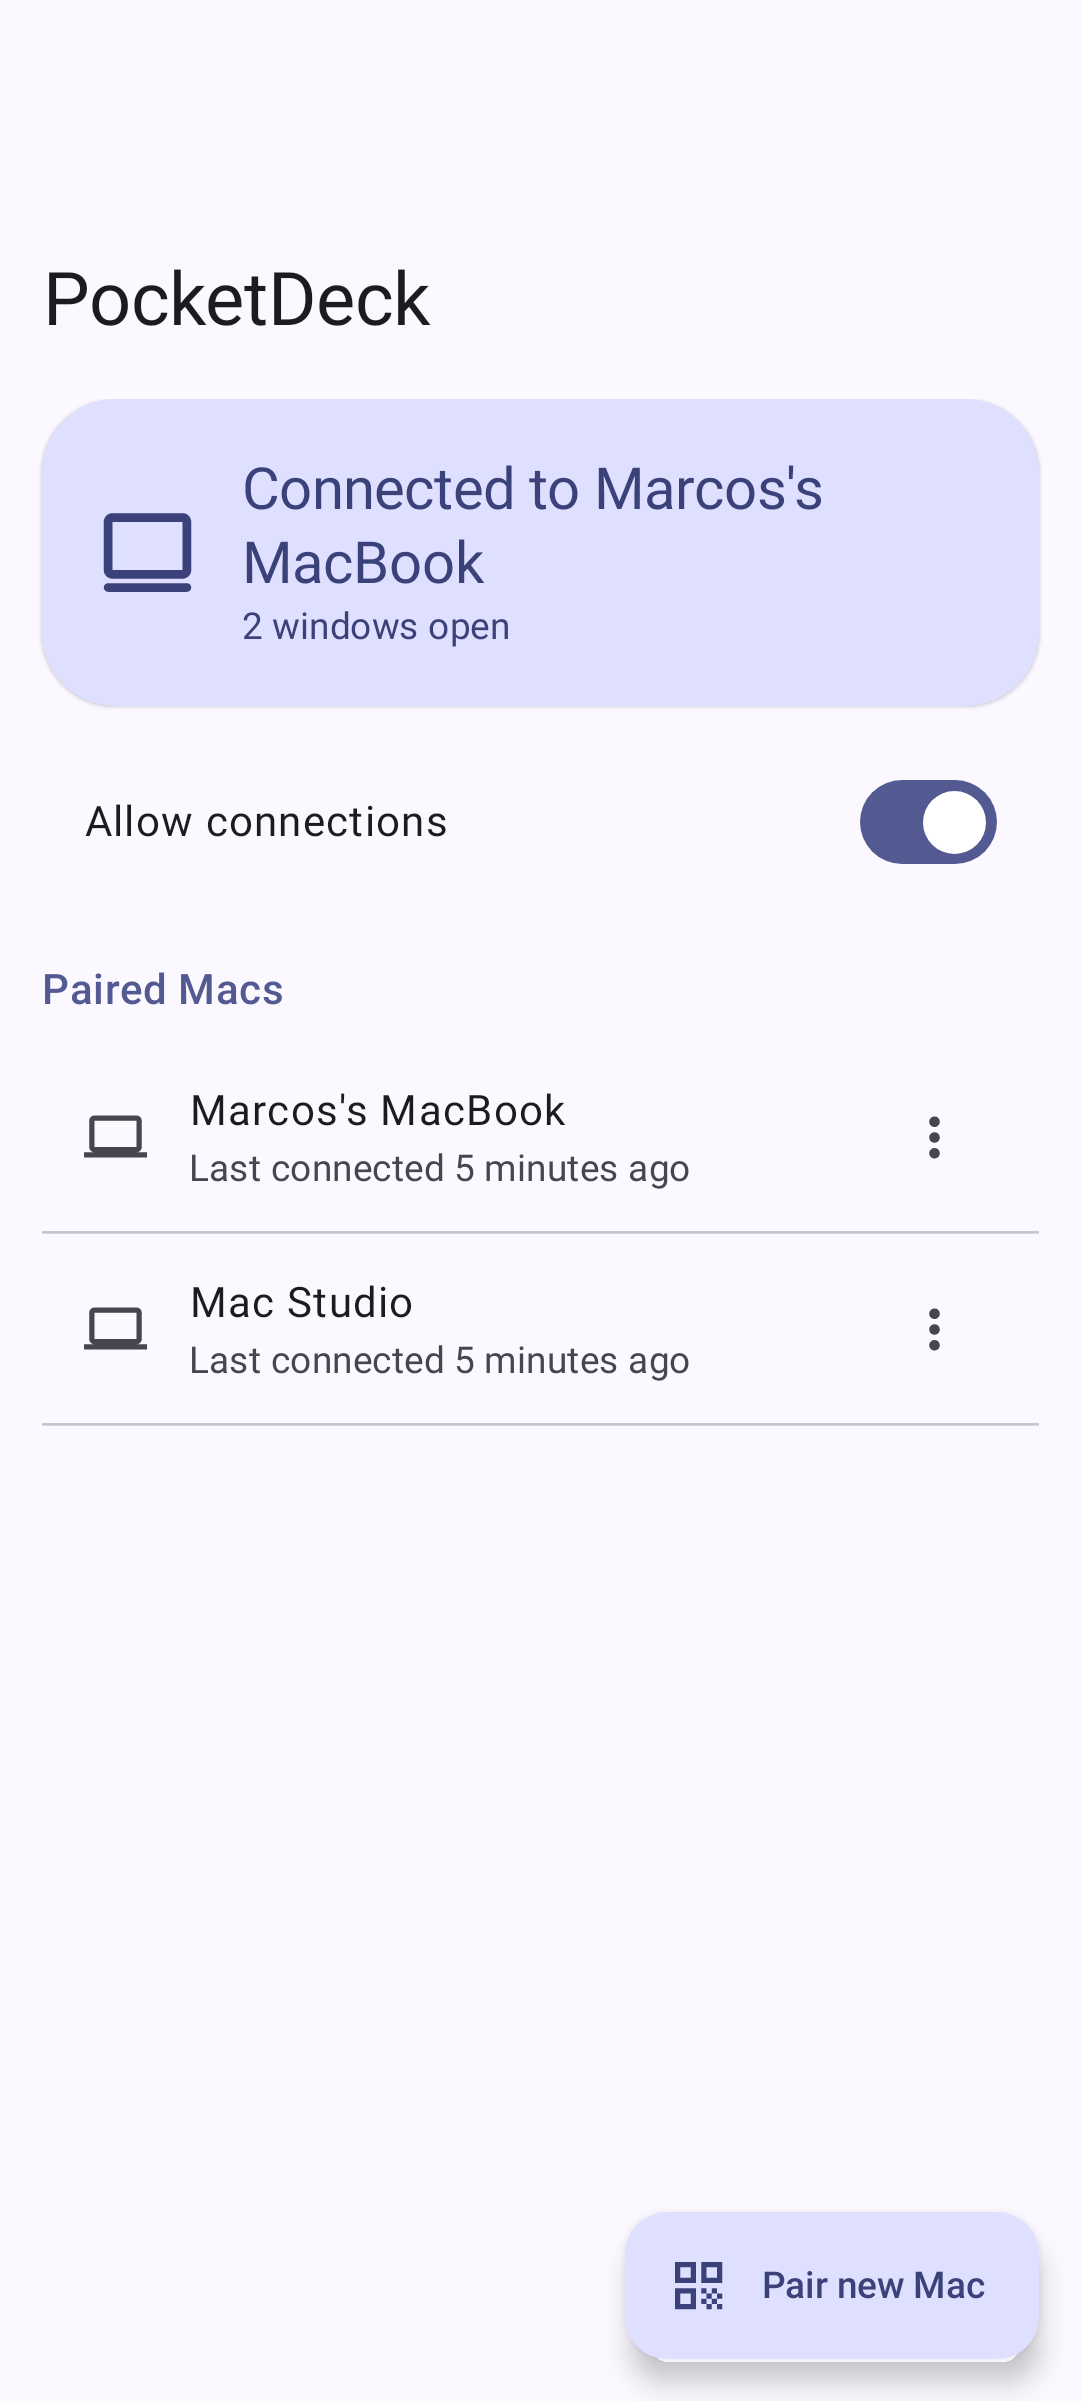 PocketDeck
Connected to Marcos's
MacBook
2 windows open
Allow connections
Paired Macs
Marcos's MacBook
Last connected 5 minutes ago
Mac Studio
Last connected 5 minutes ago
Pair new Mac